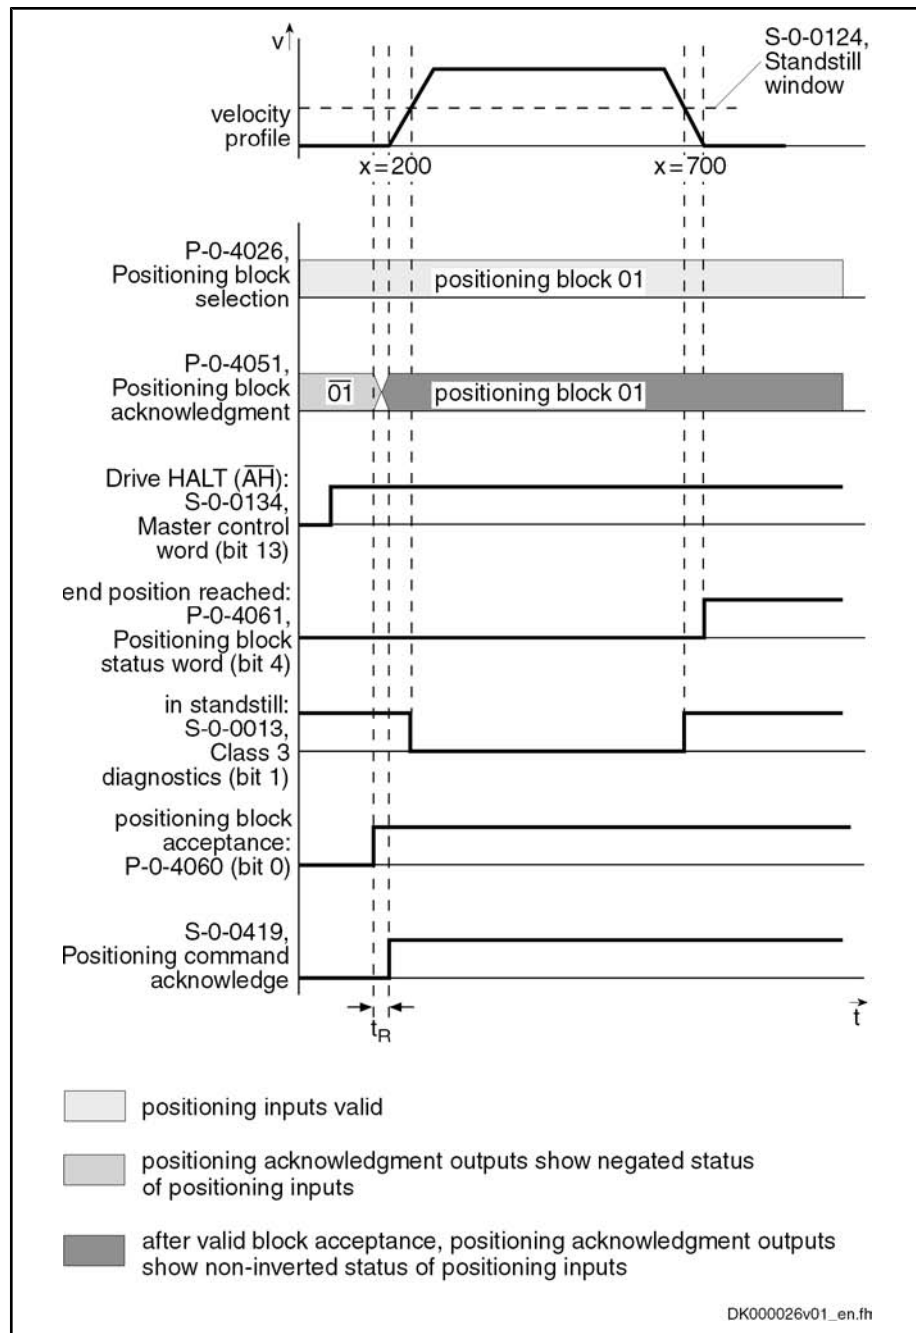 v
S-0-0124,
Standstill
window
velocity
profile
x=200
x=700
P-0-4026,
Positioning block
selection
positioning block 01
P-0-4051,
Positioning block
acknowledgment
0̅1̅
positioning block 01
Drive HALT (A̅H̅):
S-0-0134,
Master control
word (bit 13)
end position reached:
P-0-4061,
Positioning block
status word (bit 4)
in standstill:
S-0-0013,
Class 3
diagnostics (bit 1)
positioning block
acceptance:
P-0-4060 (bit 0)
S-0-0419,
Positioning command
acknowledge
tR
t
positioning inputs valid
positioning acknowledgment outputs show negated status
of positioning inputs
after valid block acceptance, positioning acknowledgment outputs
show non-inverted status of positioning inputs
DK000026v01_en.fh